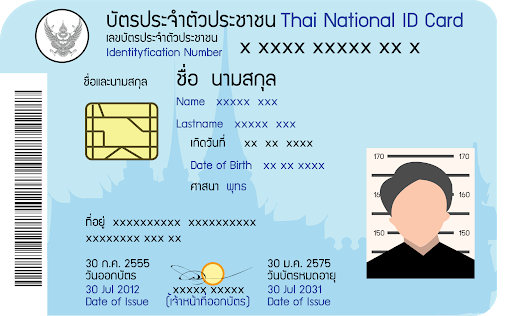 บัตรประจำตัวประชาชน Thai National ID Card
เลขบัตรประจำตัวประชาชน
Identityfication Number X XXXX XXXXX XX X
ชื่อและนามสกุล ชื่อ นามสกุล
Name xxxxx xxx
Lastname xxxxx xxx
เกิดวันที่ xx xx xxxx
Date of Birth xx xx xxxx
ศาสนา พุทธ
ที่อยู่ xxxxxxxxxx xxxxxxxxxx
xxxxxxxx xxx xx
30 ก.ค. 2555
วันออกบัตร
30 Jul 2012
Date of Issue
xxxxx xxxxx
(เจ้าหน้าที่ออกบัตร)
30 ม.ค. 2575
วันบัตรหมดอายุ
30 Jul 2031
Date of Issue
170 170
160 160
150 150